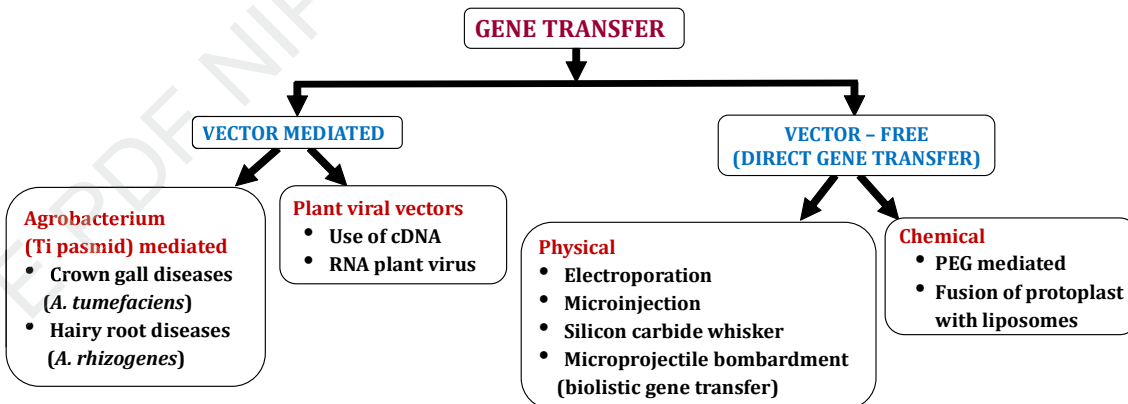 GENE TRANSFER
VECTOR MEDIATED
VECTOR – FREE
(DIRECT GENE TRANSFER)
Agrobacterium
(Ti pasmid) mediated
• Crown gall diseases
(A. tumefaciens)
• Hairy root diseases
(A. rhizogenes)
Plant viral vectors
• Use of cDNA
• RNA plant virus
Physical
• Electroporation
• Microinjection
• Silicon carbide whisker
• Microprojectile bombardment
(biolistic gene transfer)
Chemical
• PEG mediated
• Fusion of protoplast
with liposomes
E PDF NIP